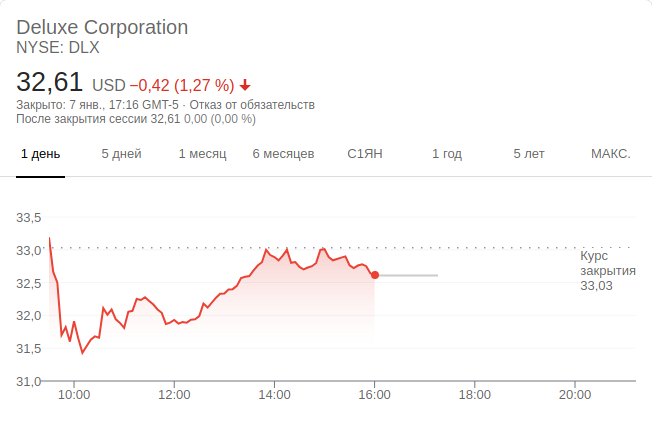 Deluxe Corporation
NYSE: DLX
32,61 USD −0,42 (1,27 %) 🡇
Закрыто: 7 янв., 17:16 GMT-5 · Отказ от обязательств
После закрытия сессии 32,61 0,00 (0,00 %)
1 день 5 дней 1 месяц 6 месяцев С1ЯН 1 год 5 лет МАКС.
33,5
33,0
32,5
32,0
31,5
31,0
Курс
закрытия
33,03
10:00 12:00 14:00 16:00 18:00 20:00